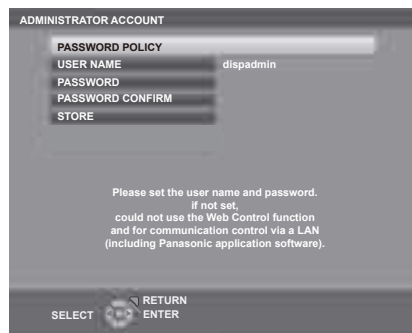 ADMINISTRATOR ACCOUNT
PASSWORD POLICY
USER NAME dispadmin
PASSWORD
PASSWORD CONFIRM
STORE
Please set the user name and password.
if not set,
could not use the Web Control function
and for communication control via a LAN
(including Panasonic application software).
RETURN
SELECT ENTER